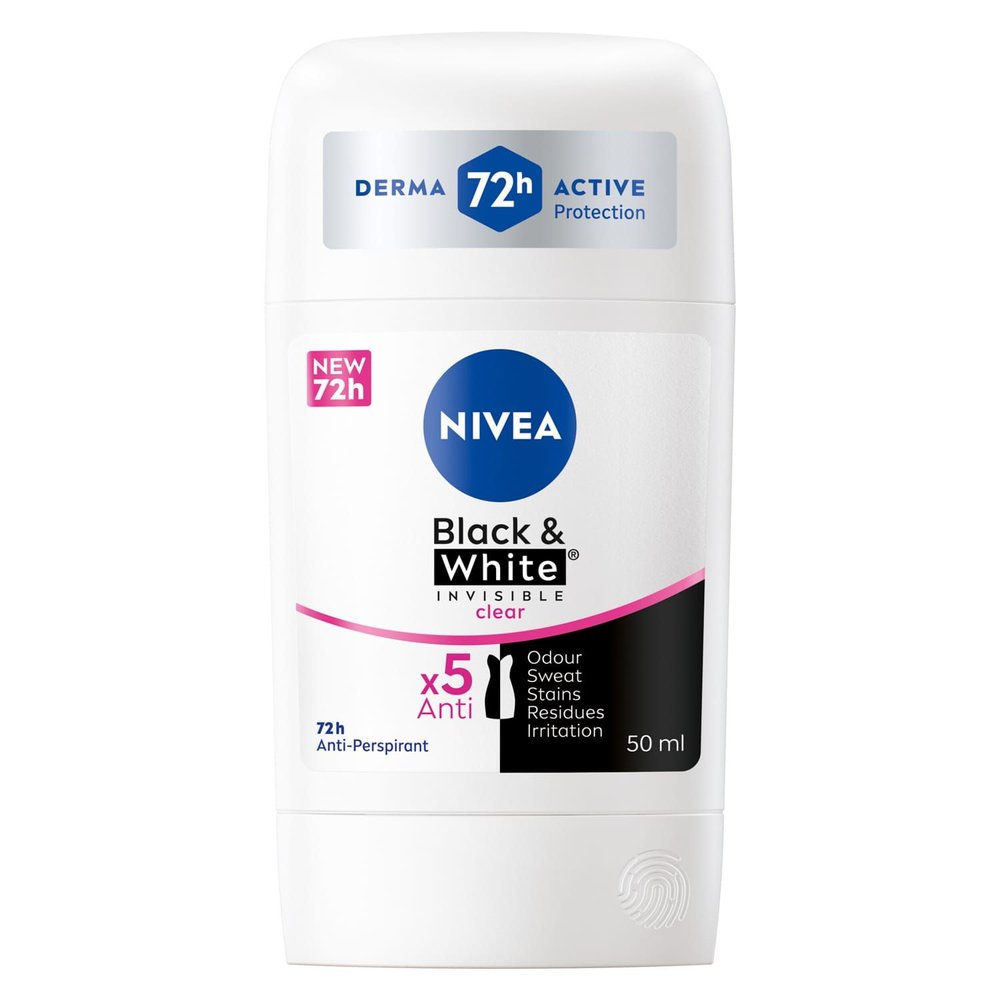 DERMA 72h ACTIVE
Protection
NEW
72h
NIVEA
Black &
White®
INVISIBLE
clear
x5
Anti
Odour
Sweat
Stains
Residues
Irritation
72h
Anti-Perspirant
50 ml